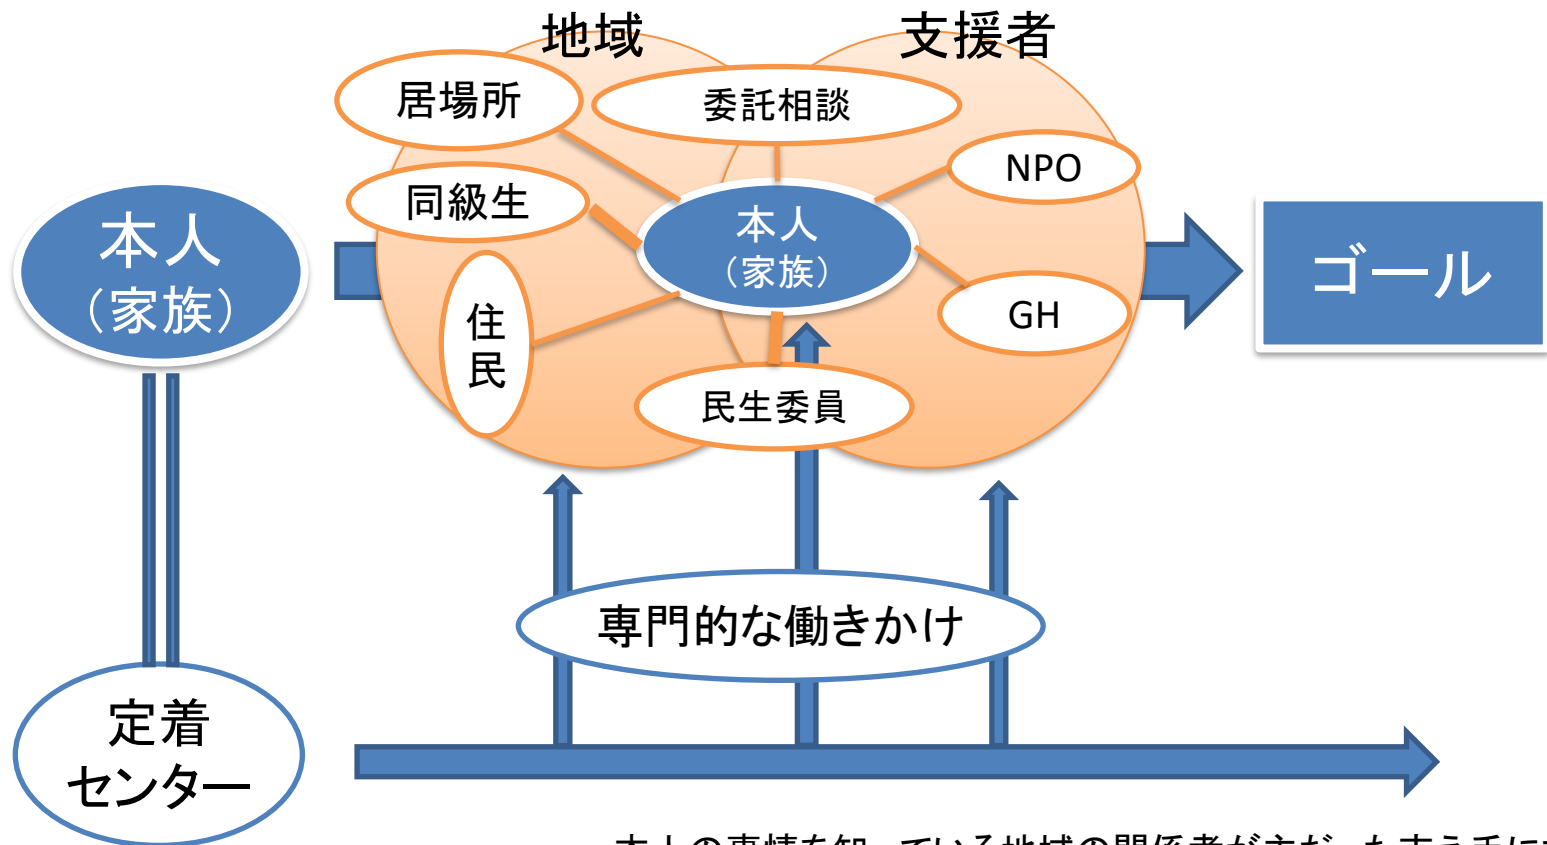 地域
支援者
居場所
委託相談
NPO
同級生
本人
（家族）
本人
（家族）
ゴール
住
民
GH
民生委員
専門的な働きかけ
定着
センター